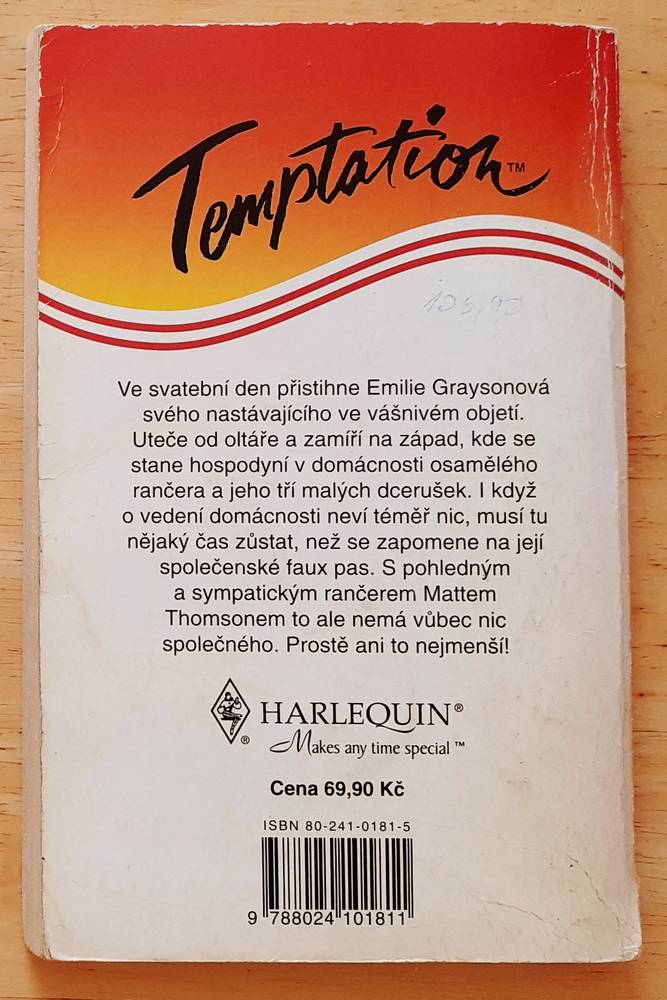 Temptation™
Ve svatební den přistihne Emilie Graysonová
svého nastávajícího ve vášnivém objetí.
Uteče od oltáře a zamíří na západ, kde se
stane hospodyní v domácnosti osamělého
rančera a jeho tří malých dcerušek. I když
o vedení domácnosti neví téměř nic, musí tu
nějaký čas zůstat, než se zapomene na její
společenské faux pas. S pohledným
a sympatickým rančerem Mattem
Thomsonem to ale nemá vůbec nic
společného. Prostě ani to nejmenší!
® HARLEQUIN®
Makes any time special™
Cena 69,90 Kč
ISBN 80-241-0181-5
9 788024 101811